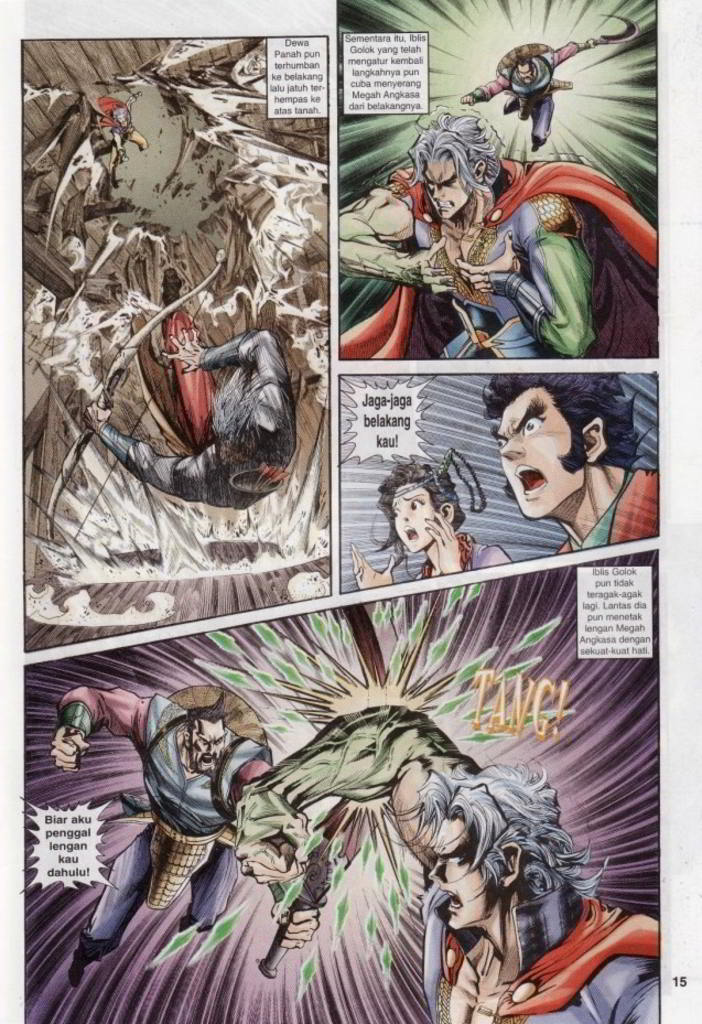 Dewa
Panah pun
terhumban
ke belakang
lalu jatuh ter-
hempas ke
atas tanah.
Sementara itu, Iblis
Golok yang telah
mengatur kembali
langkahnya pun
cuba menyerang
Megah Angkasa
dari belakangnya.
Jaga-jaga
belakang
kau!
Iblis Golok
pun tidak
teragak-agak
lagi. Lantas dia
pun menetak
lengan Megah
Angkasa dengan
sekuat-kuat hati.
TANG!
Biar aku
penggal
lengan
kau
dahulu!
15